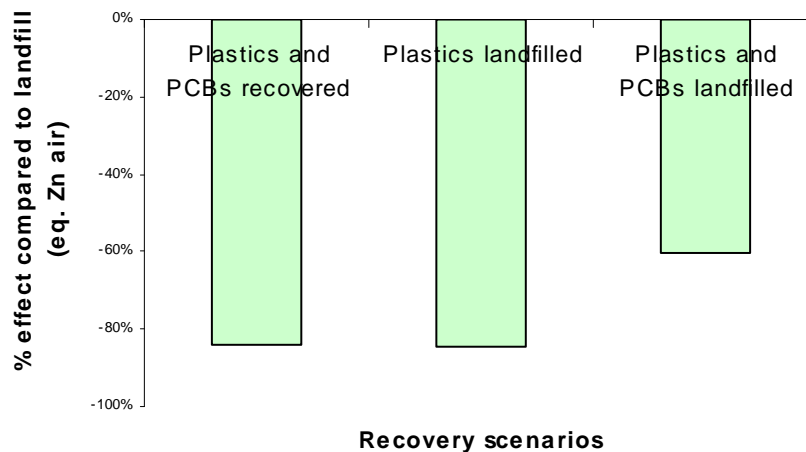 % effect compared to landfill
(eq. Zn air)
0%
-20%
-40%
-60%
-80%
-100%
Plastics and
PCBs recovered
Plastics landfilled
Plastics and
PCBs landfilled
Recovery scenarios